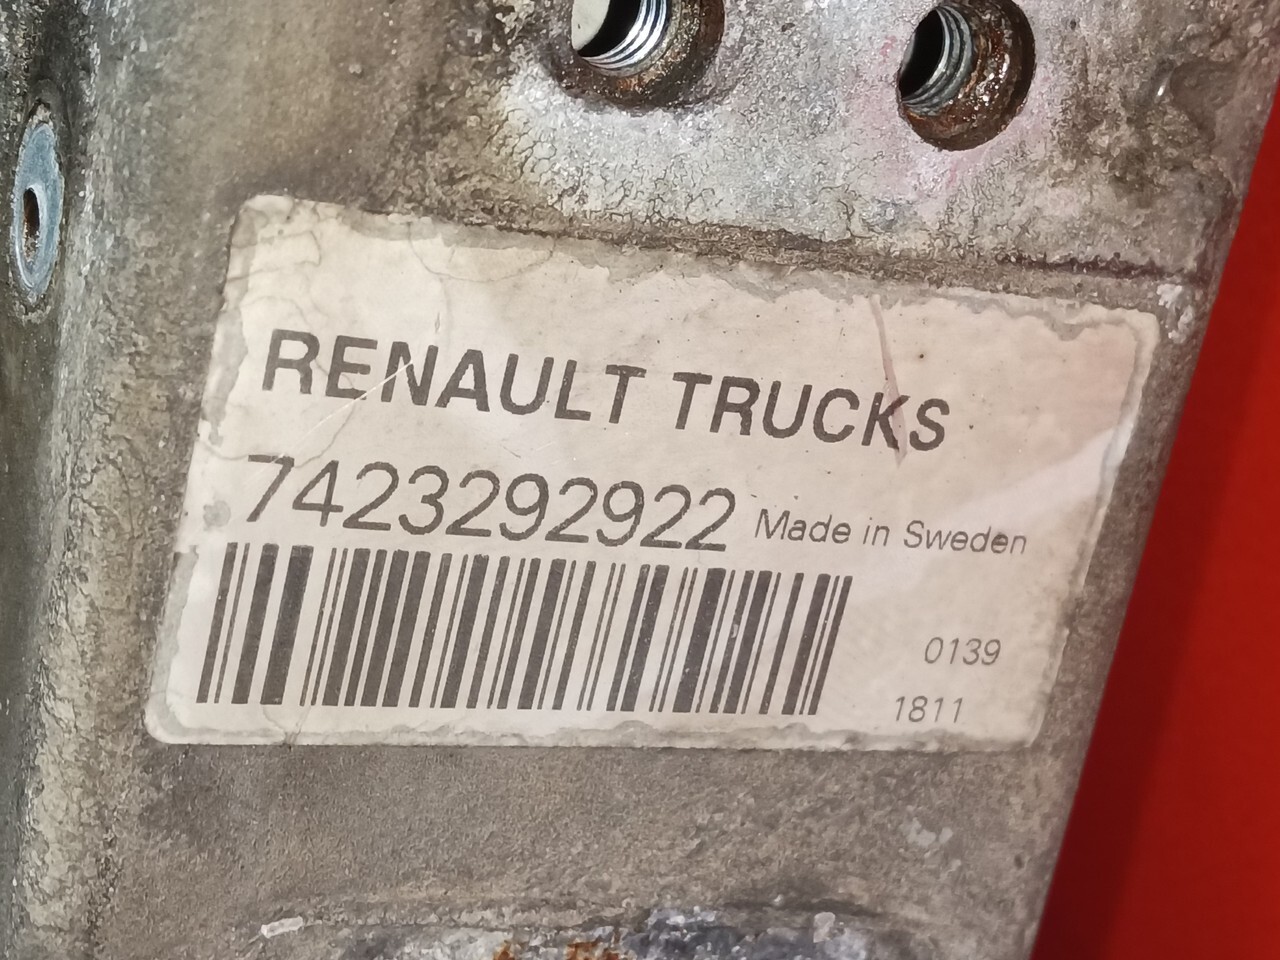 RENAULT TRUCKS
7423292922 Made in Sweden
0139
1811